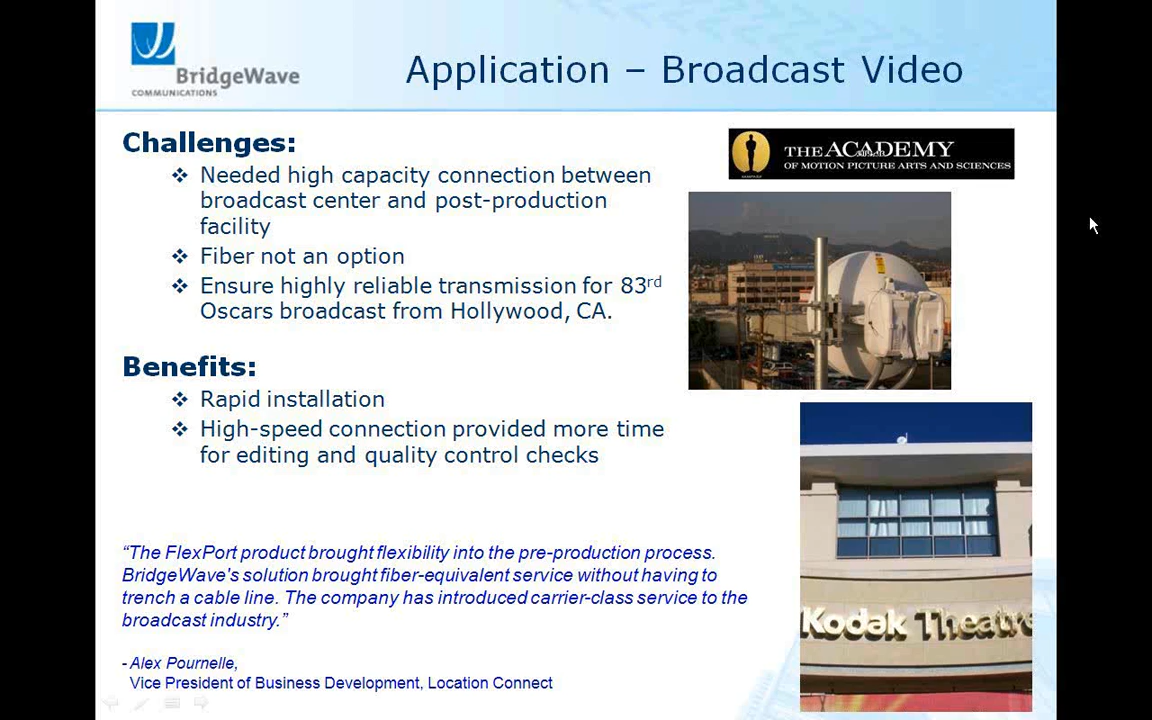 BridgeWave
COMMUNICATIONS
Application – Broadcast Video
Challenges:
❖ Needed high capacity connection between
broadcast center and post-production
facility
❖ Fiber not an option
❖ Ensure highly reliable transmission for 83rd
Oscars broadcast from Hollywood, CA.
Benefits:
❖ Rapid installation
❖ High-speed connection provided more time
for editing and quality control checks
“The FlexPort product brought flexibility into the pre-production process.
BridgeWave's solution brought fiber-equivalent service without having to
trench a cable line. The company has introduced carrier-class service to the
broadcast industry.”
- Alex Pournelle,
Vice President of Business Development, Location Connect
THE ACADEMY
OF MOTION PICTURE ARTS AND SCIENCES
Kodak Theatre